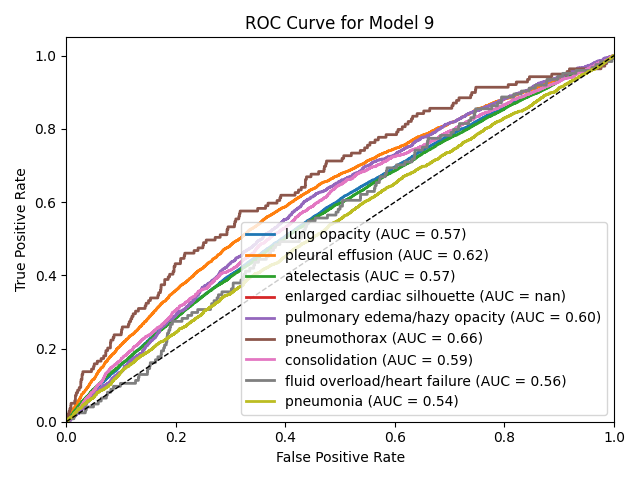 ROC Curve for Model 9
True Positive Rate
1.0
0.8
0.6
0.4
0.2
0.0
lung opacity (AUC = 0.57)
pleural effusion (AUC = 0.62)
atelectasis (AUC = 0.57)
enlarged cardiac silhouette (AUC = nan)
pulmonary edema/hazy opacity (AUC = 0.60)
pneumothorax (AUC = 0.66)
consolidation (AUC = 0.59)
fluid overload/heart failure (AUC = 0.56)
pneumonia (AUC = 0.54)
0.0 0.2 0.4 0.6 0.8 1.0
False Positive Rate